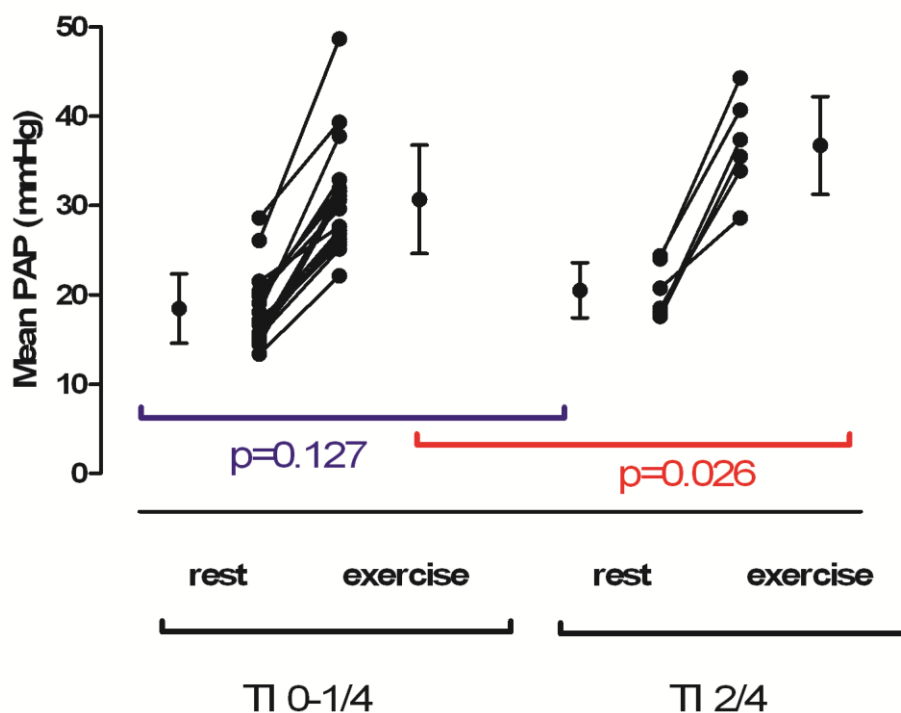 Mean PAP (mmHg)
50
40
30
20
10
0
p=0.127
p=0.026
rest exercise rest exercise
TI 0-1/4 TI 2/4